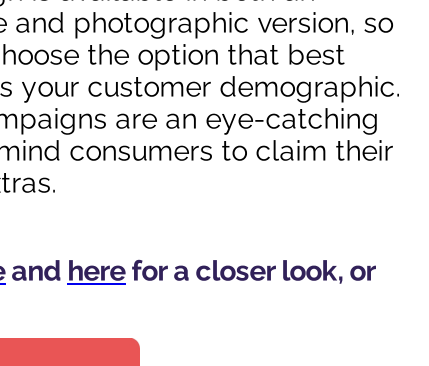 and photographic version, so
hoose the option that best
s your customer demographic.
mpaigns are an eye-catching
mind consumers to claim their
tras.
and here for a closer look, or